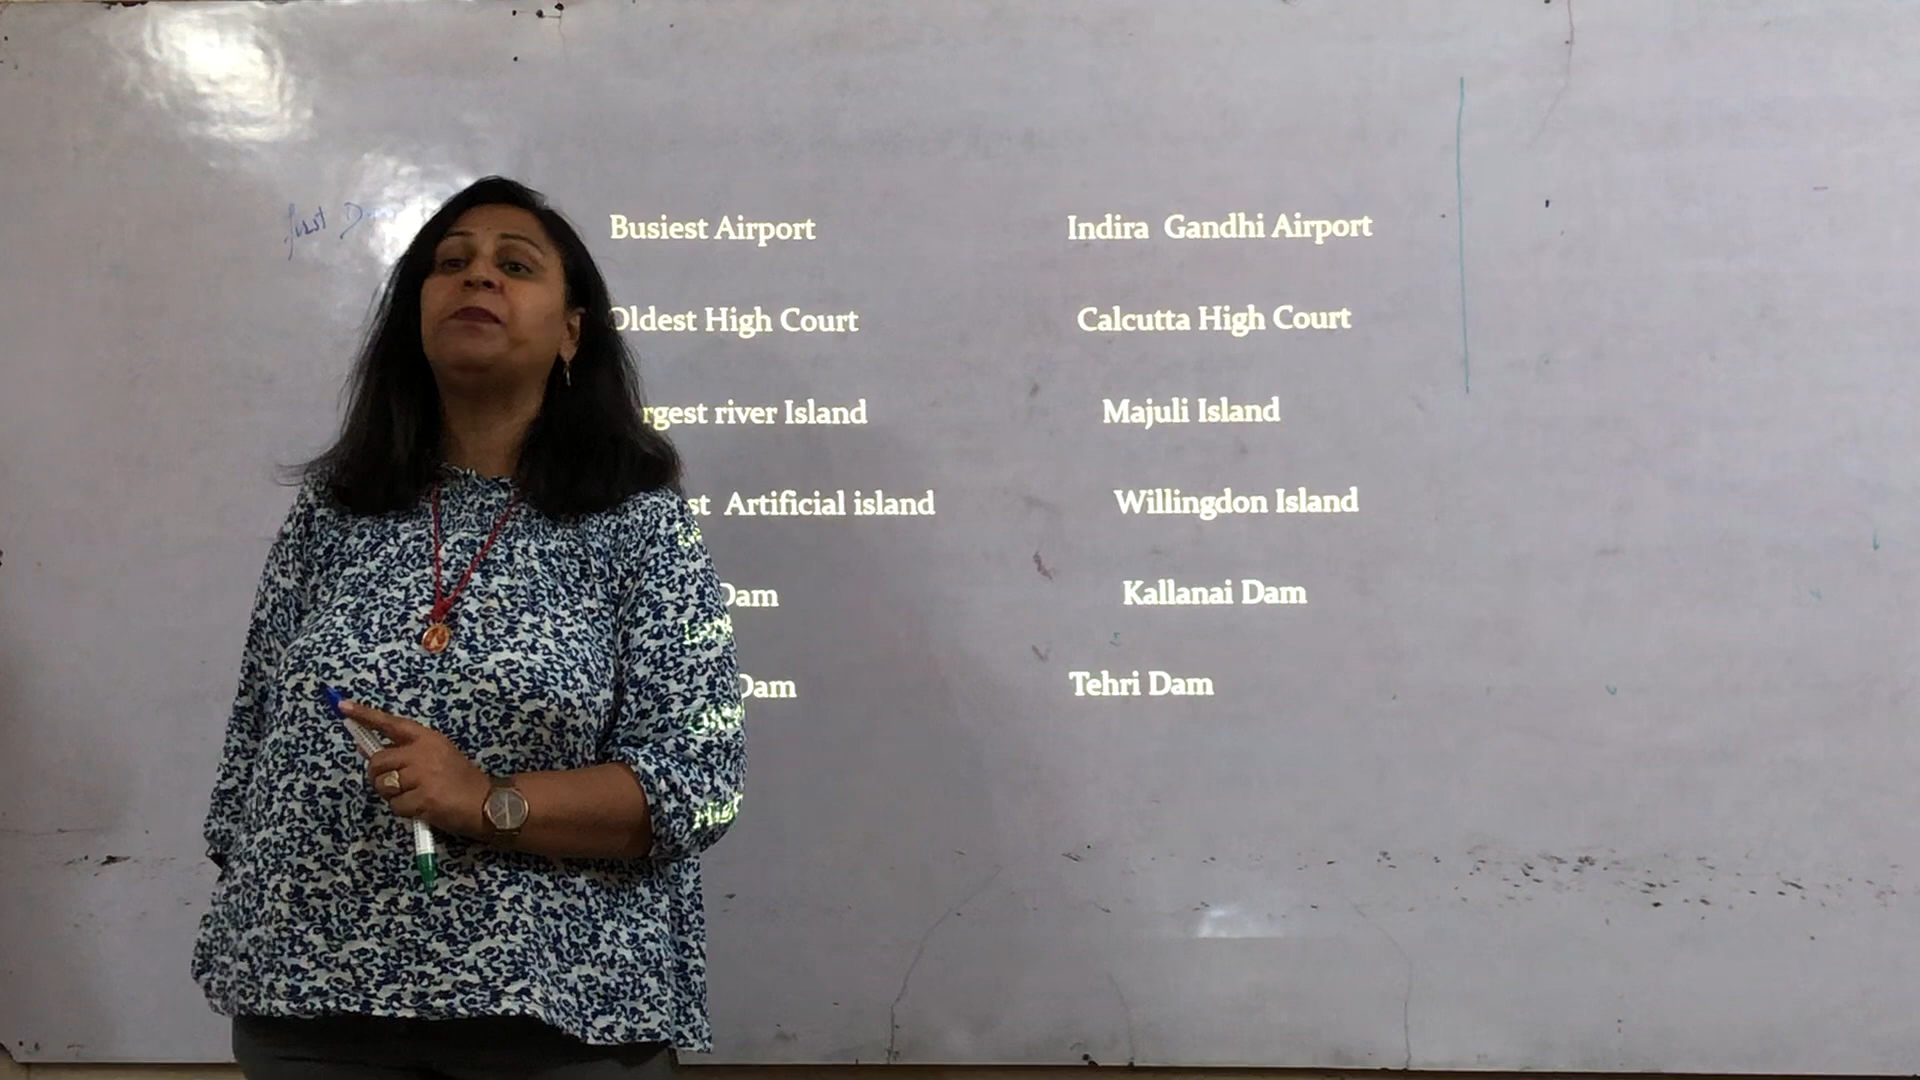 first
Busiest Airport Indira Gandhi Airport
Oldest High Court Calcutta High Court
rgest river Island Majuli Island
st Artificial island Willingdon Island
Dam Kallanai Dam
Dam Tehri Dam